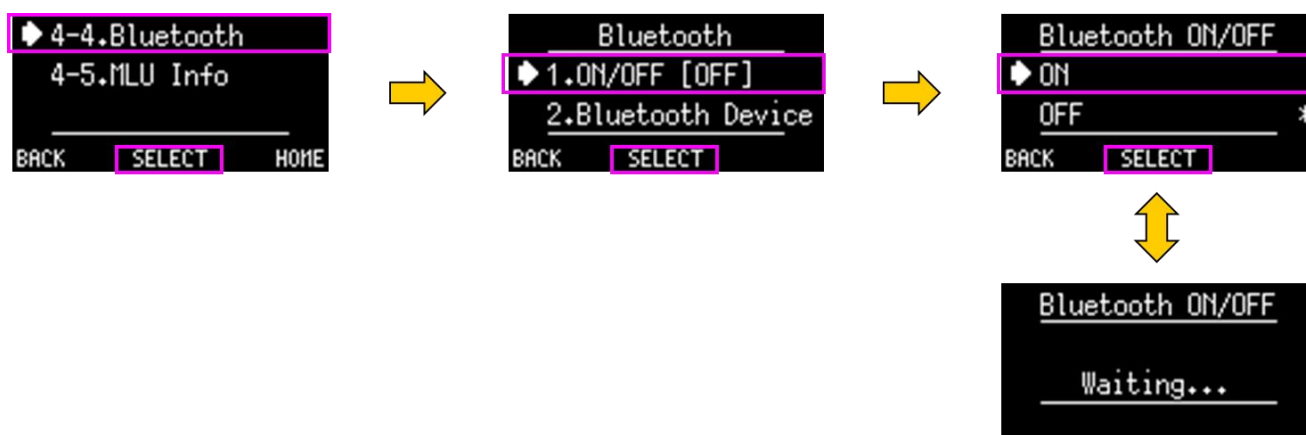 4-4.Bluetooth
4-5.MLU Info
BACK SELECT HOME
Bluetooth
1.ON/OFF [OFF]
2.Bluetooth Device
BACK SELECT
Bluetooth ON/OFF
ON
OFF *
BACK SELECT
Bluetooth ON/OFF
Waiting...